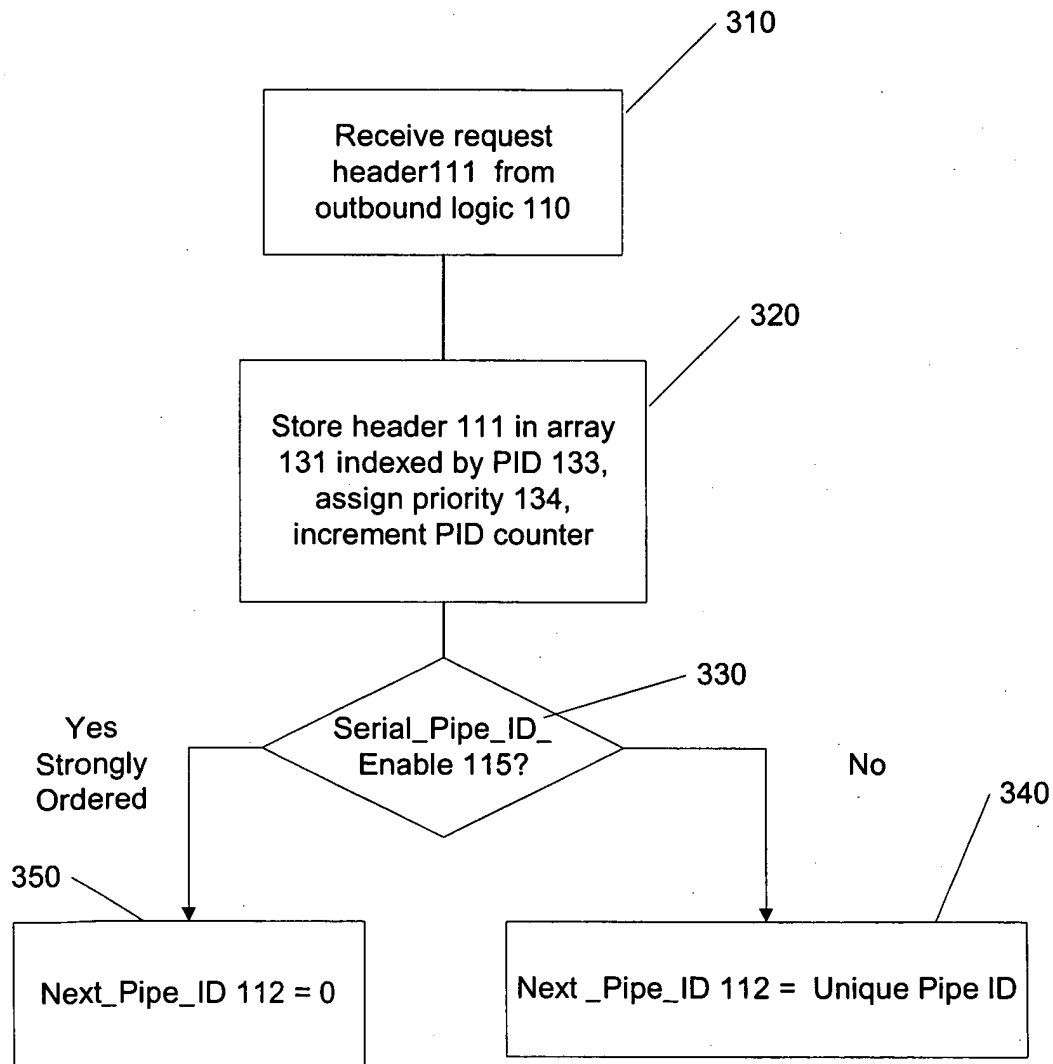 310
Receive request
header111 from
outbound logic 110
320
Store header 111 in array
131 indexed by PID 133,
assign priority 134,
increment PID counter
330
Serial_Pipe_ID_
Enable 115?
Yes
Strongly
Ordered
No
340
350
Next_Pipe_ID 112 = 0
Next _Pipe_ID 112 = Unique Pipe ID